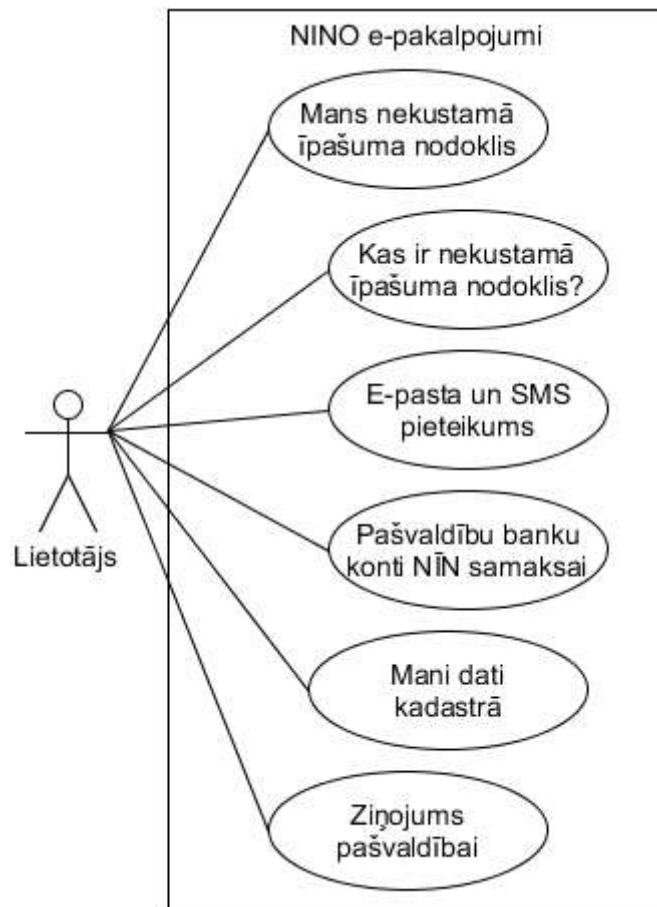 NINO e-pakalpojumi
Mans nekustamā
īpašuma nodoklis
Kas ir nekustamā
īpašuma nodoklis?
E-pasta un SMS
pieteikums
Pašvaldību banku
konti NĪN samaksai
Lietotājs
Mani dati
kadastrā
Ziņojums
pašvaldībai